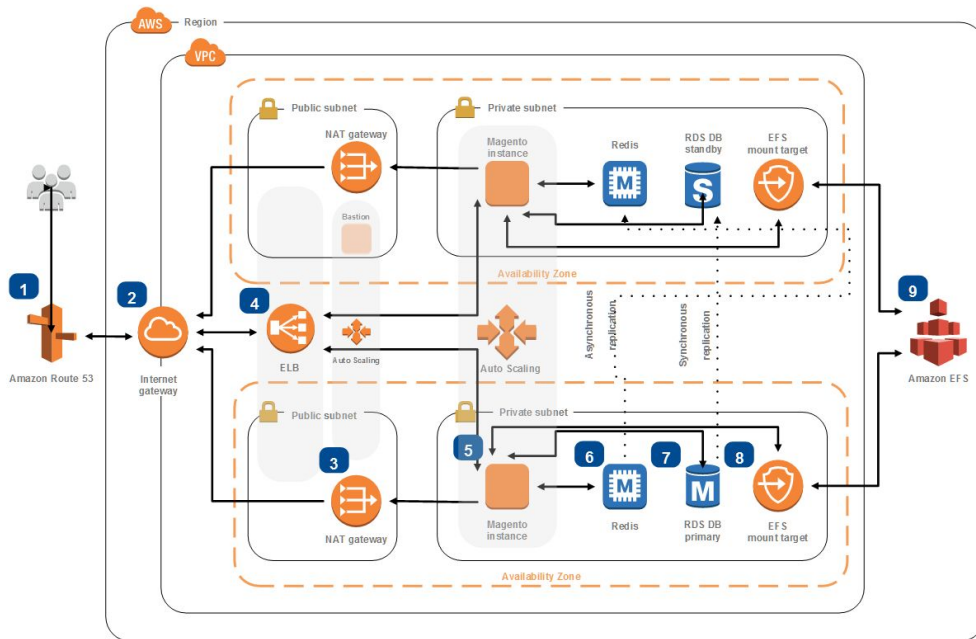 AWS
Region
VPC
Public subnet
Private subnet
NAT gateway
Magento
instance
Redis
RDS DB
standby
EFS
mount target
M
S
Bastion
Availability Zone
1
2
4
9
Asynchronous
replication
Synchronous
replication
Amazon Route 53
Internet
gateway
ELB
Auto Scaling
Auto Scaling
Amazon EFS
Public subnet
Private subnet
3
5
6
7
8
M
M
NAT gateway
Magento
instance
Redis
RDS DB
primary
EFS
mount target
Availability Zone